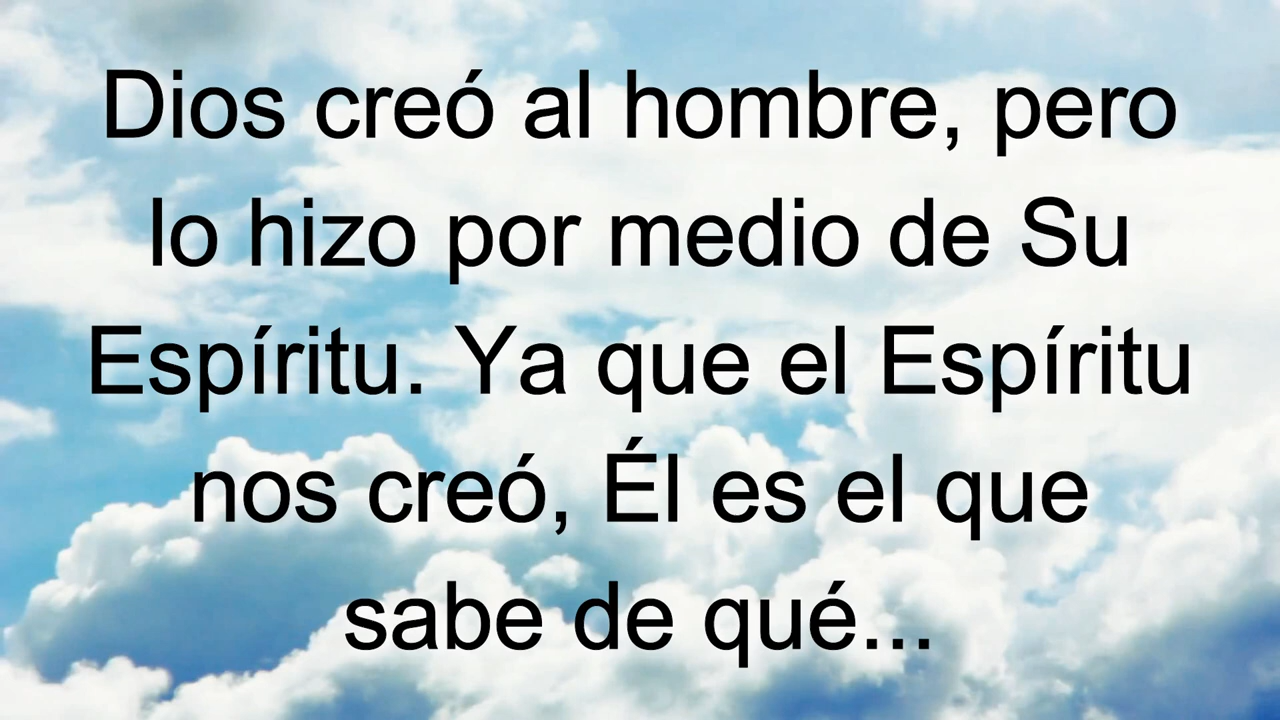 Dios creó al hombre, pero
lo hizo por medio de Su
Espíritu. Ya que el Espíritu
nos creó, Él es el que
sabe de qué...